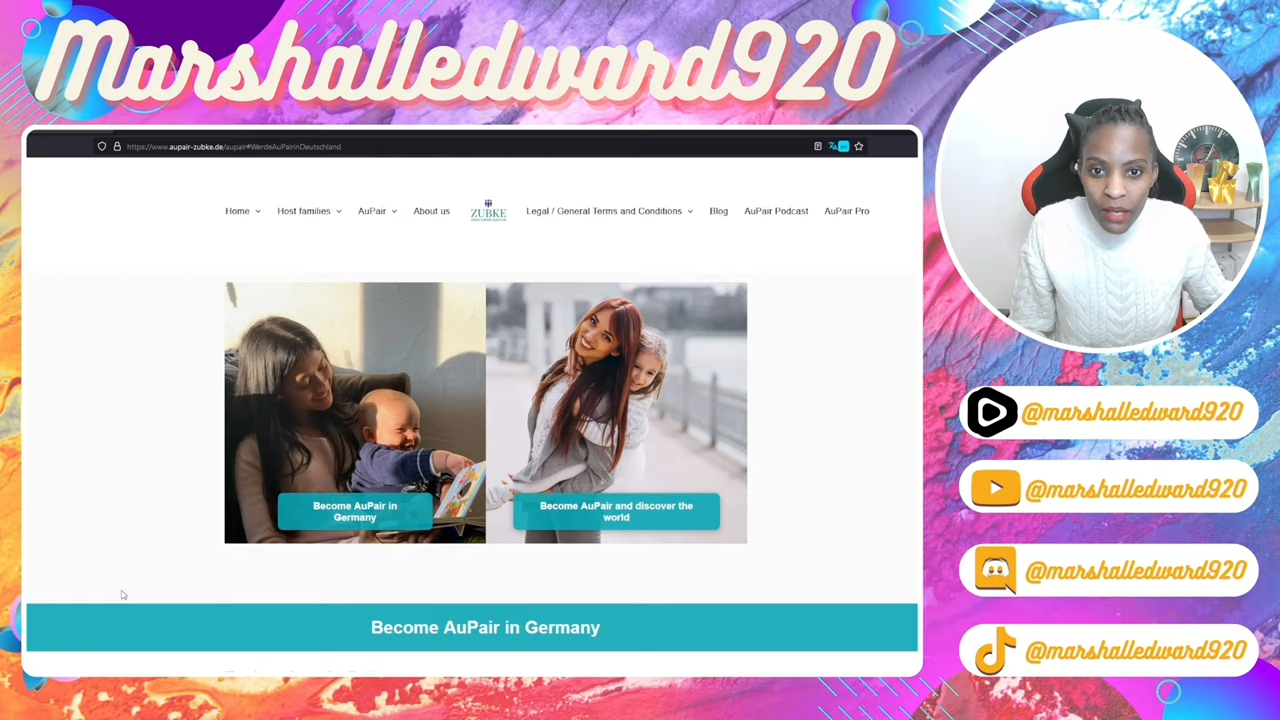 Marshalledward920
https://www.aupair-zubke.de/aupair#WerdeAuPairinDeutschland
Home
Host families
AuPair
About us
ZUBKE
Legal / General Terms and Conditions
Blog
AuPair Podcast
AuPair Pro
Become AuPair in
Germany
Become AuPair and discover the
world
Become AuPair in Germany
@marshalledward920
@marshalledward920
@marshalledward920
@marshalledward920